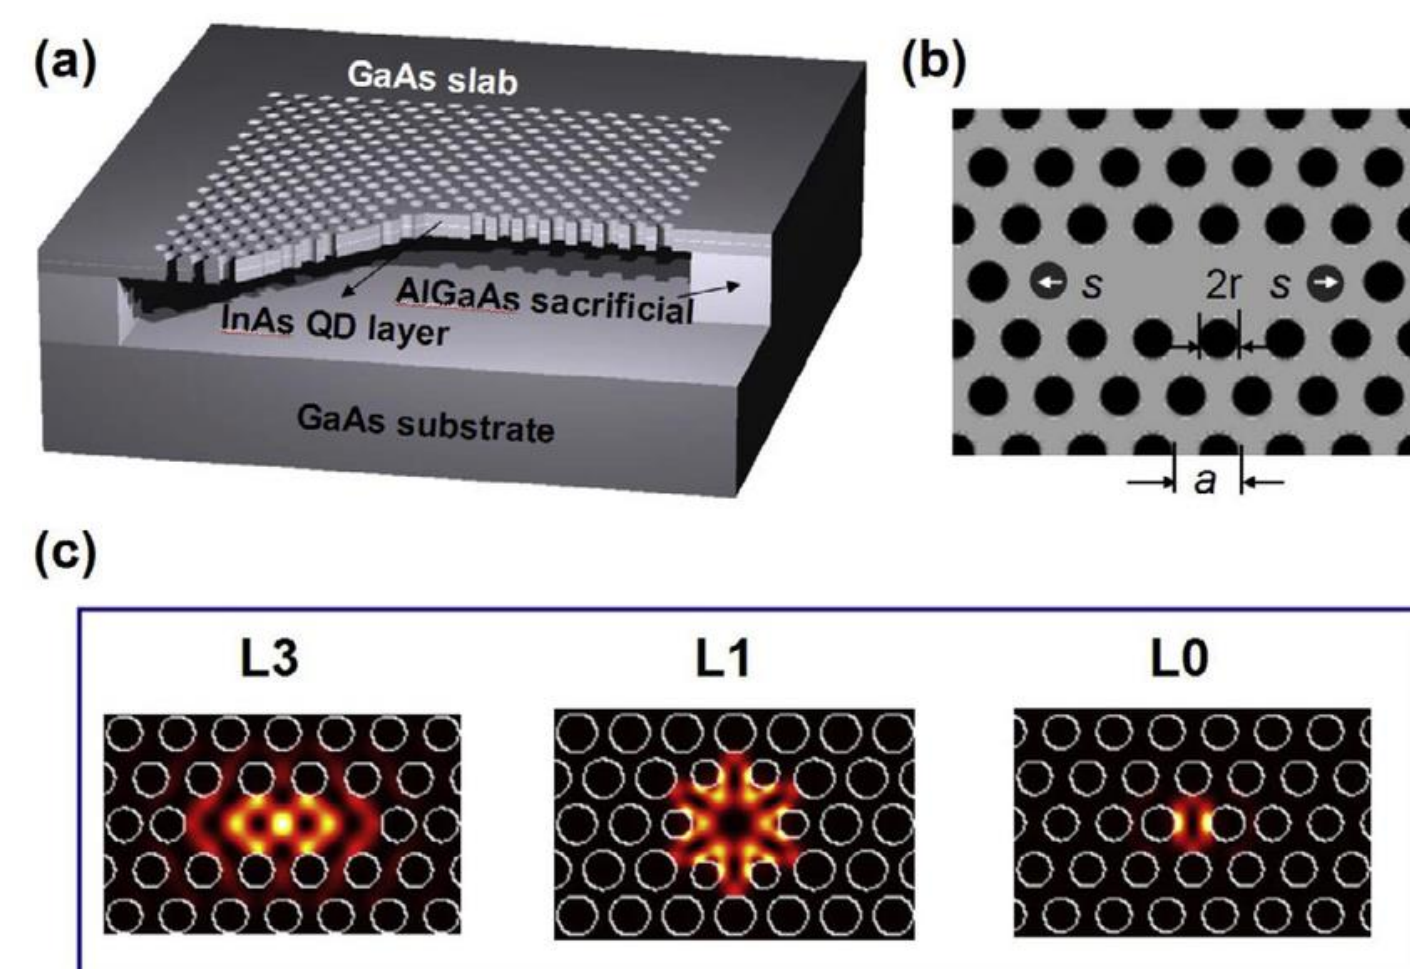 (a)
GaAs slab
InAs QD layer
AlGaAs sacrificial
GaAs substrate
(b)
s 2r s
a
(c)
L3 L1 L0